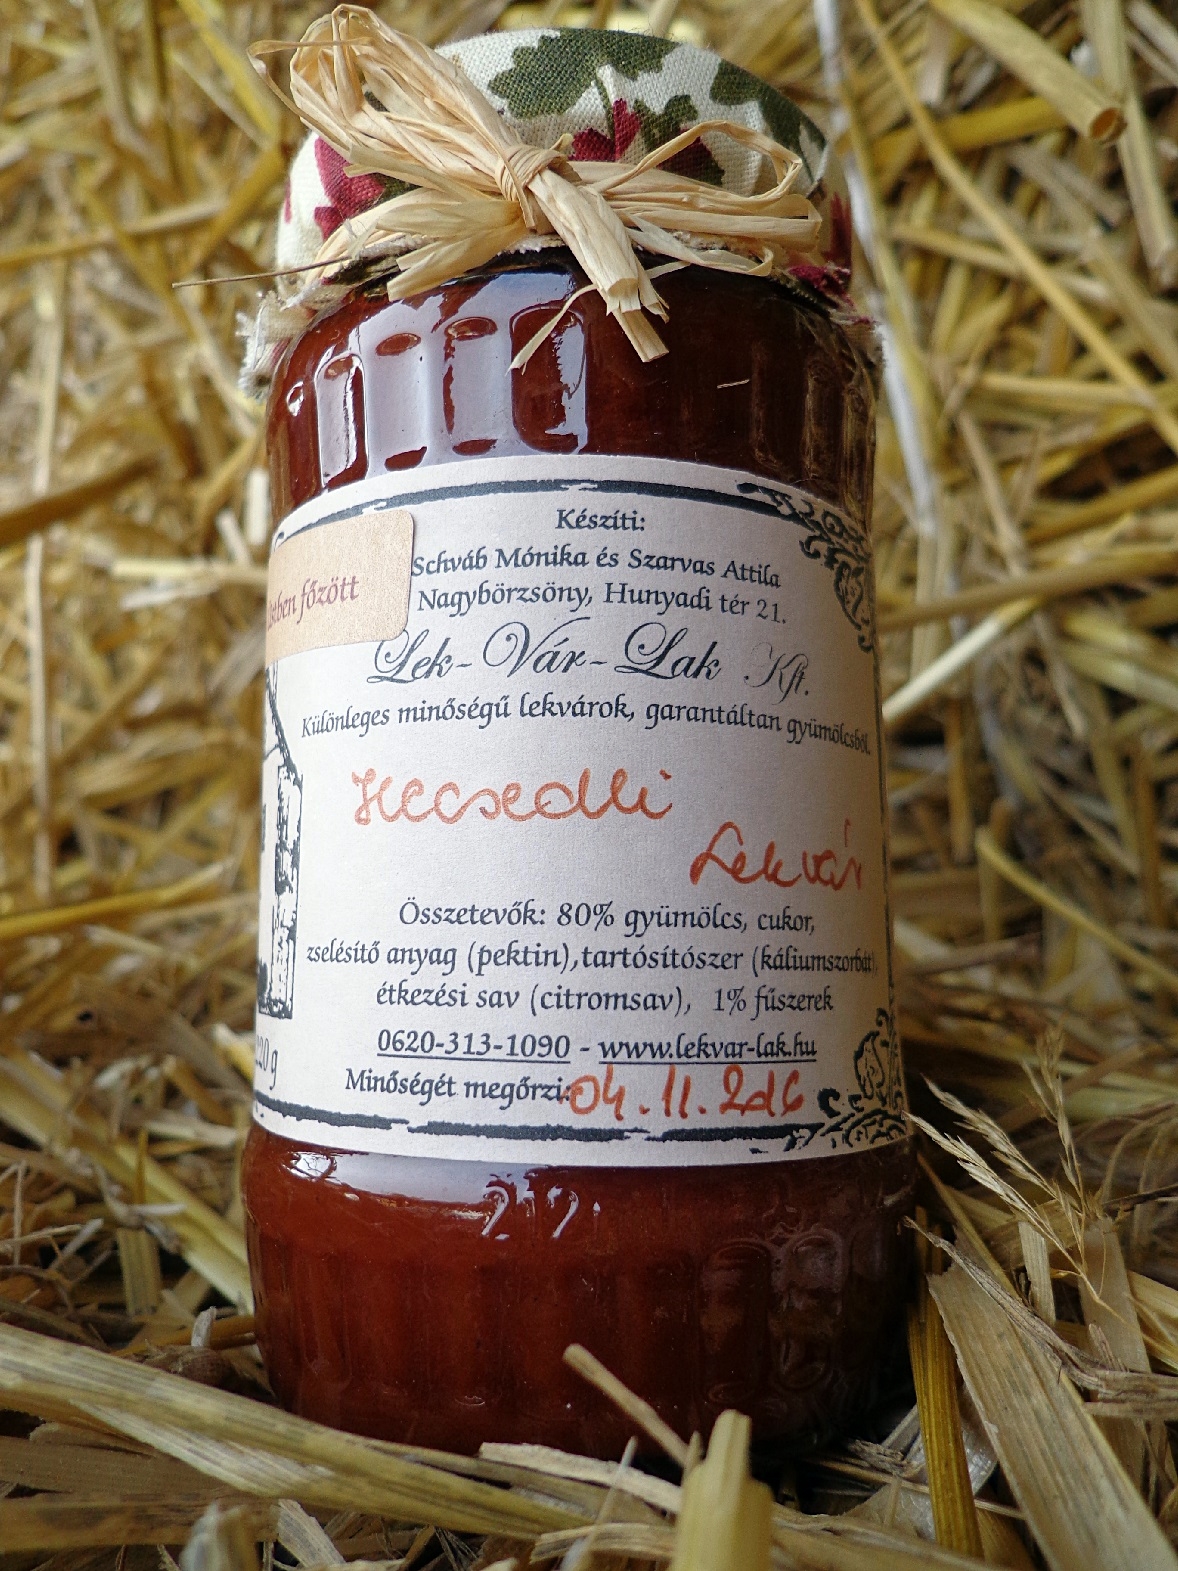 Készíti:
Schváb Mónika és Szarvas Attila
Nagybörzsöny, Hunyadi tér 21.
főzött
Lek-Vár-Lak Kft.
Különleges minőségű lekvárok, garantáltan gyümölcsből.
Hecsedli
Lekvár
Összetevők: 80% gyümölcs, cukor,
zselésítő anyag (pektin), tartósítószer (káliumszorbát),
étkezési sav (citromsav), 1% fűszerek
0620-313-1090 - www.lekvar-lak.hu
Minőségét megőrzi: 04.11.2016